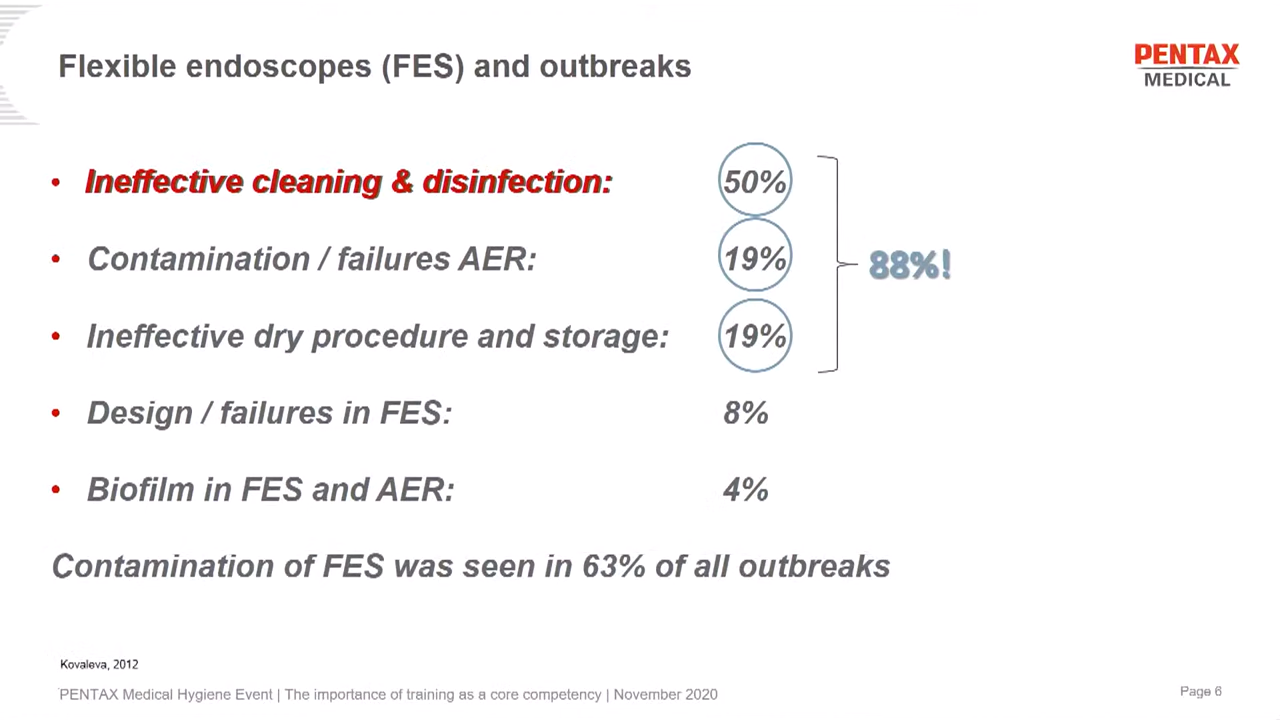 Flexible endoscopes (FES) and outbreaks
PENTAX
MEDICAL
• Ineffective cleaning & disinfection: 50%
• Contamination / failures AER: 19%
• Ineffective dry procedure and storage: 19%
88%!
• Design / failures in FES: 8%
• Biofilm in FES and AER: 4%
Contamination of FES was seen in 63% of all outbreaks
Kovaleva, 2012
PENTAX Medical Hygiene Event | The importance of training as a core competency | November 2020
Page 6